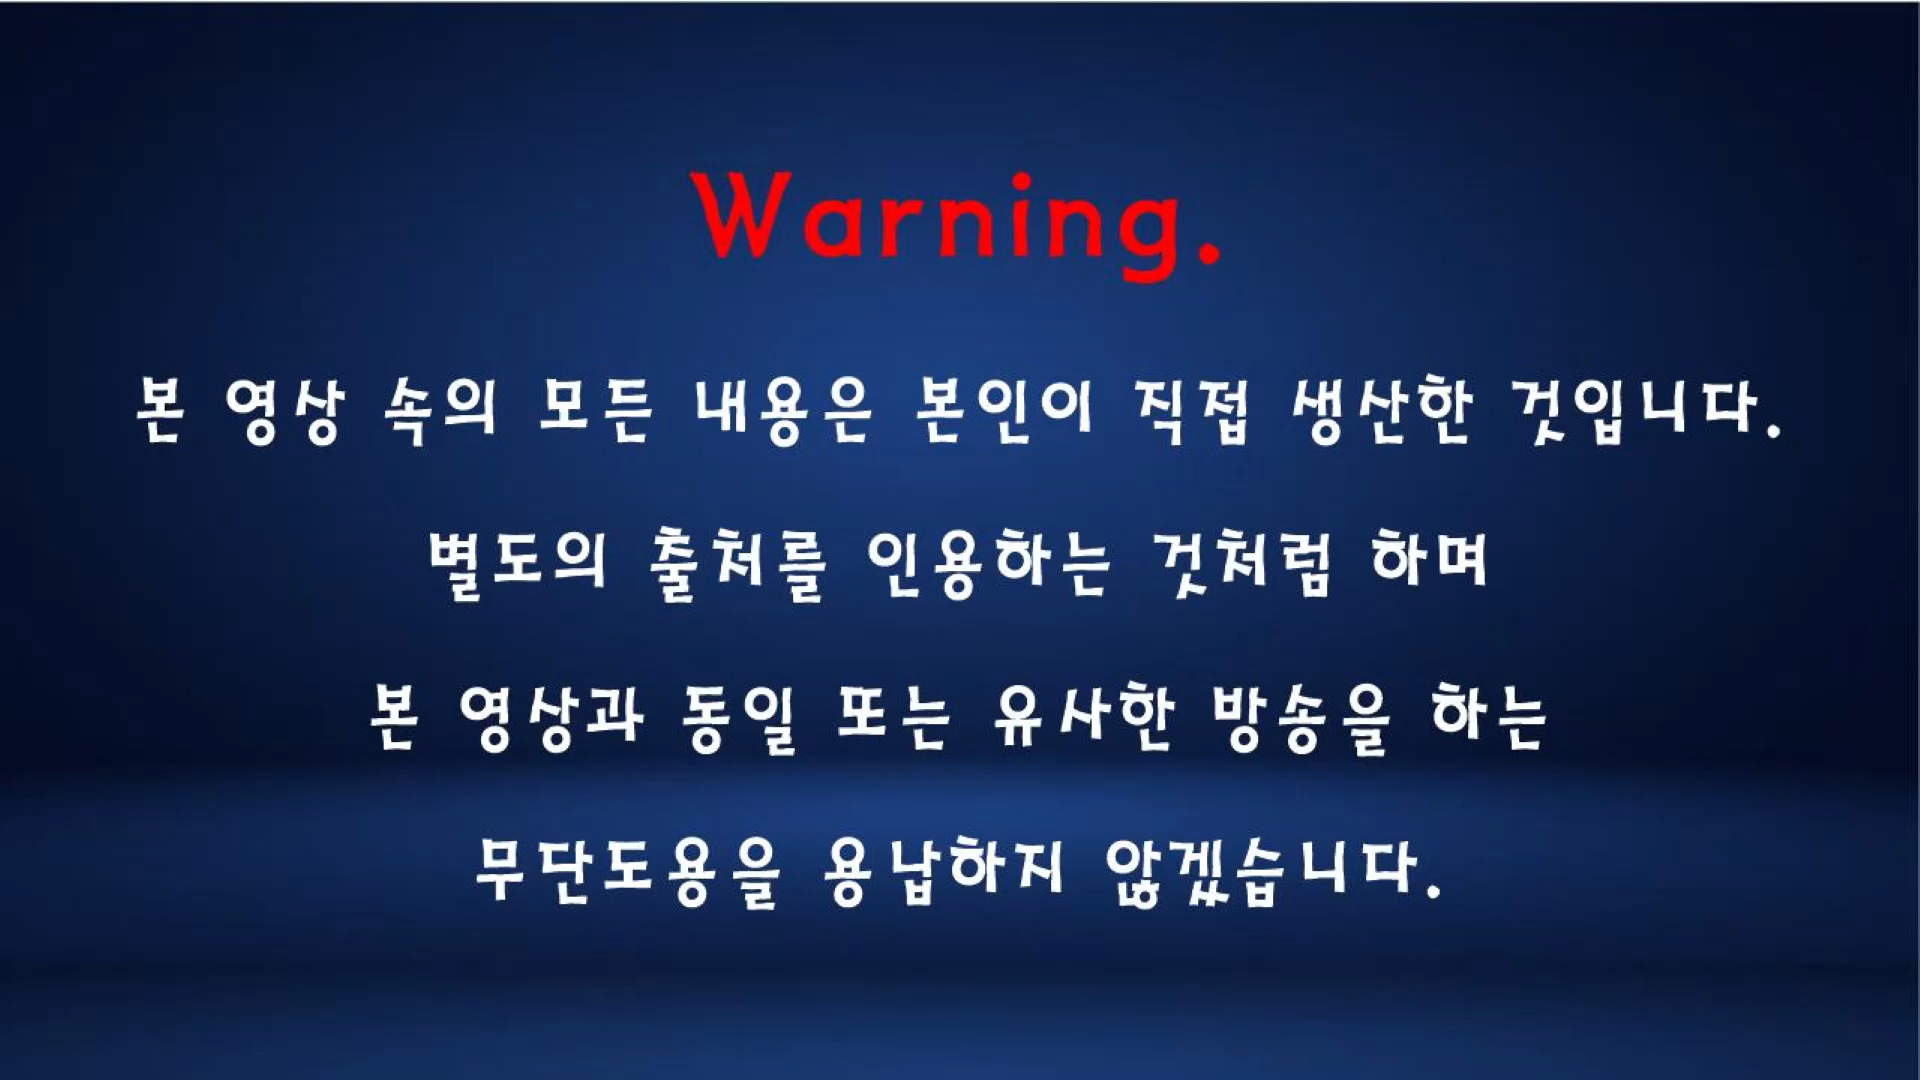 Warning.
본 영상 속의 모든 내용은 본인이 직접 생산한 것입니다.
별도의 출처를 인용하는 것처럼 하며
본 영상과 동일 또는 유사한 방송을 하는
무단도용을 용납하지 않겠습니다.